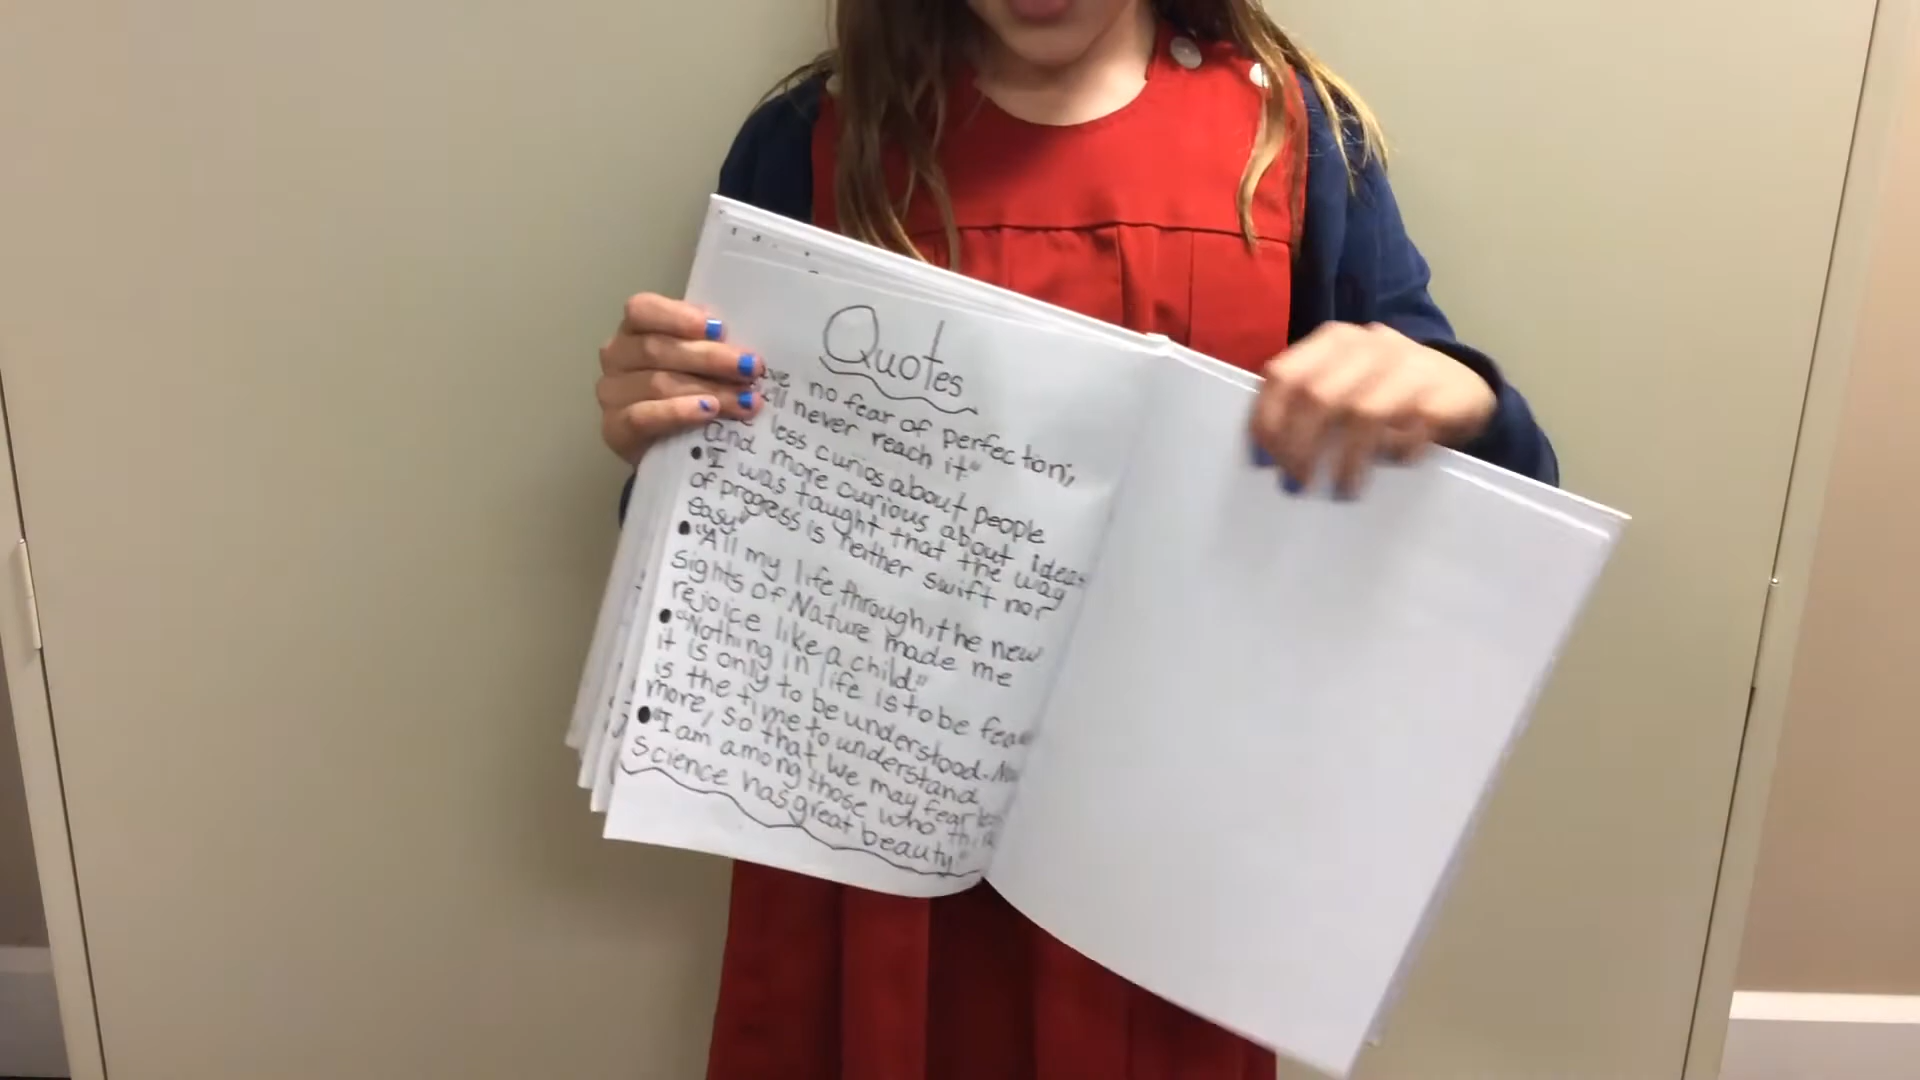 Quotes
no fear of perfection;
never reach it"
less curios about people
and more curious about ideas
• "I was taught that the way
of progress is neither swift nor
easy"
• "All my life through, the new
sights of Nature made me
rejoice like a child"
• "Nothing in life is to be
it is only to be understood.
is the time to understand
more, so that we may fear
• "I am among those who
science has great beauty"